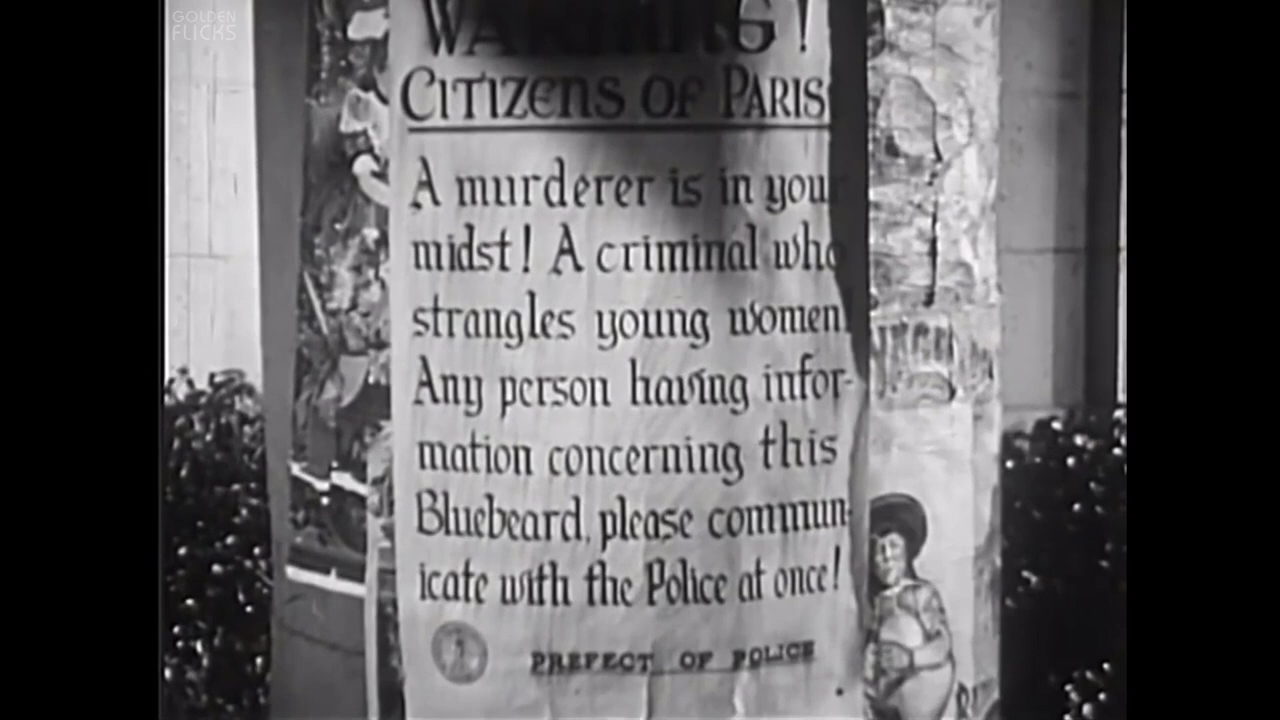 GOLDEN
FLICKS
WARNING!
CITIZENS OF PARIS
A murderer is in your
midst! A criminal who
strangles young women.
Any person having infor-
mation concerning this
Bluebeard, please commun-
icate with the Police at once!
PREFECT OF POLICE